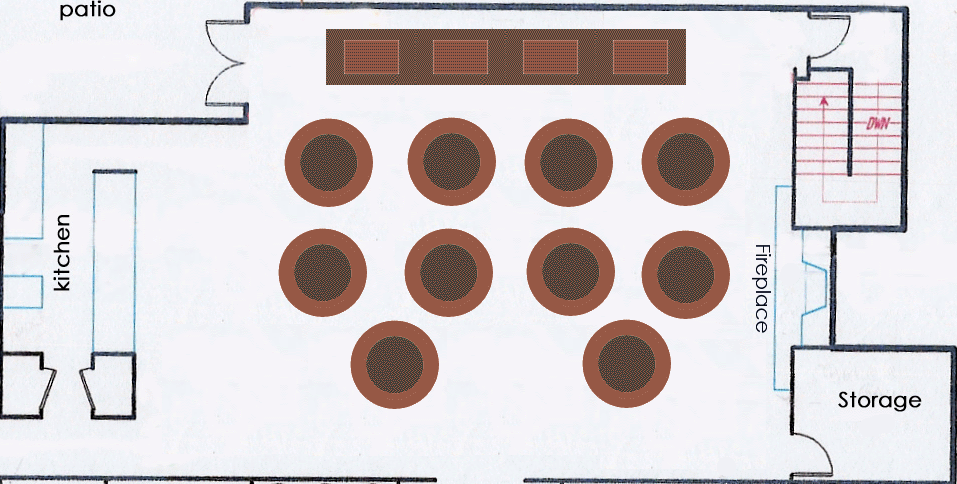 patio
DWN
kitchen
Fireplace
Storage